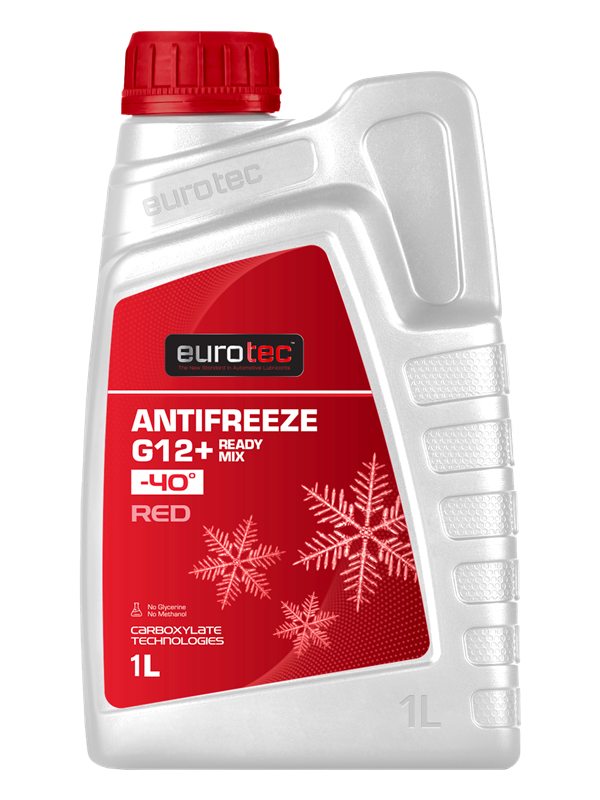 eurotec
eurotec™
The New Standard in Automotive Lubricants
ANTIFREEZE
G12+ READY MIX
-40°
RED
No Glycerine
No Methanol
CARBOXYLATE
TECHNOLOGIES
1L
1L